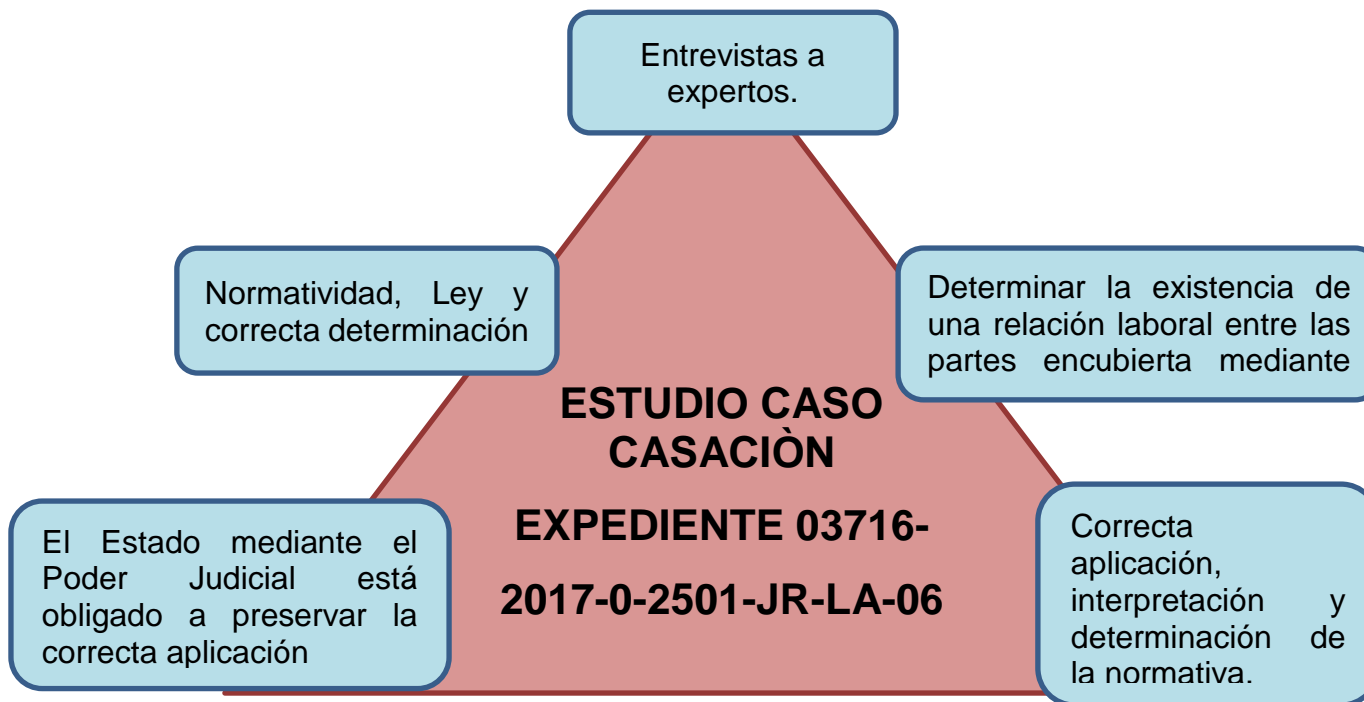 Entrevistas a
expertos.
Normatividad, Ley y
correcta determinación
Determinar la existencia de
una relación laboral entre las
partes encubierta mediante
ESTUDIO CASO
CASACIÒN
EXPEDIENTE 03716-
2017-0-2501-JR-LA-06
El Estado mediante el
Poder Judicial está
obligado a preservar la
correcta aplicación
Correcta
aplicación,
interpretación y
determinación de
la normativa.